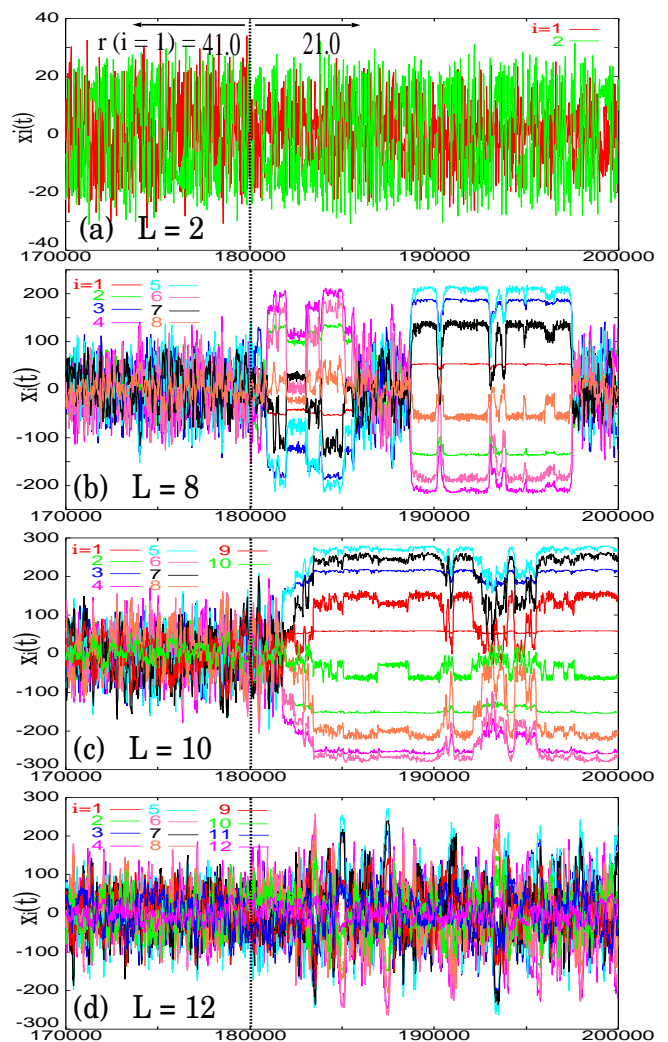 r (i = 1) = 41.0 21.0
40
20
0
-20
-40
xi(t)
i=1
2
(a) L = 2
170000 180000 190000 200000
200
100
0
-100
-200
xi(t)
i=1 5
2 6
3 7
4 8
(b) L = 8
170000 180000 190000 200000
300
200
100
0
-100
-200
-300
xi(t)
i=1 5 9
2 6 10
3 7
4 8
(c) L = 10
170000 180000 190000 200000
300
200
100
0
-100
-200
-300
xi(t)
i=1 5 9
2 6 10
3 7 11
4 8 12
(d) L = 12
170000 180000 190000 200000